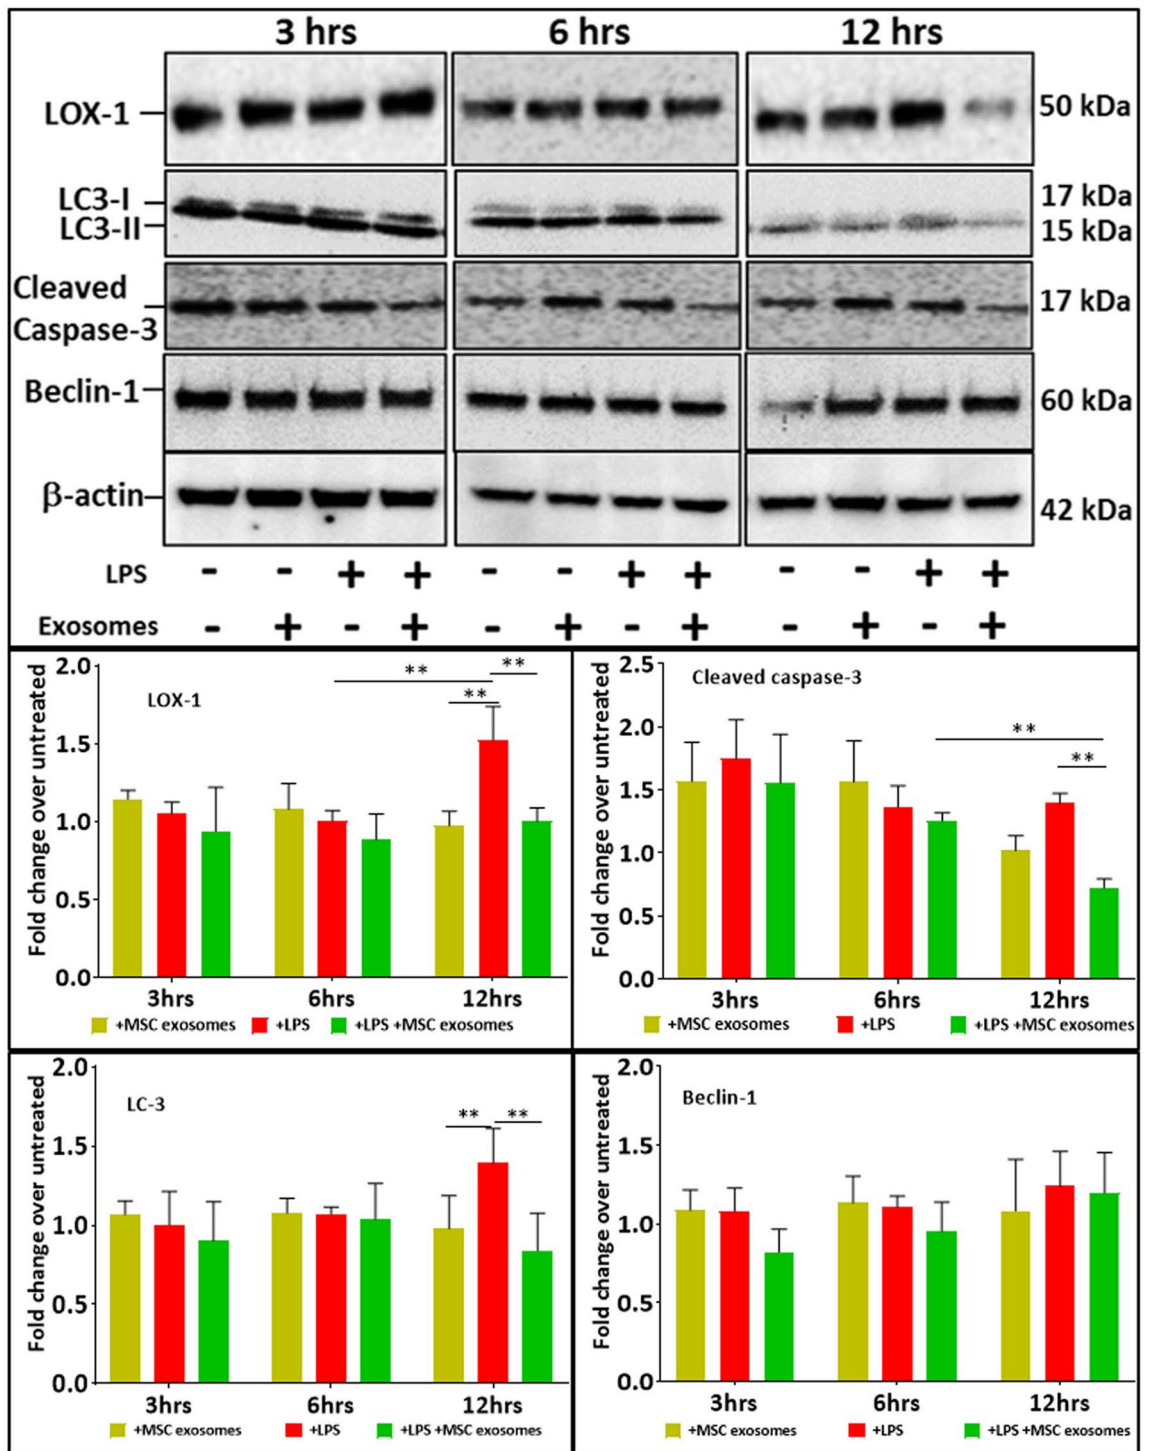 3 hrs 6 hrs 12 hrs
LOX-1 50 kDa
LC3-I 17 kDa
LC3-II 15 kDa
Cleaved
Caspase-3 17 kDa
Beclin-1 60 kDa
β-actin 42 kDa
LPS - - + + - - + + - - + +
Exosomes - + - + - + - + - + - +
Fold change over untreated
2.0
1.5
1.0
0.5
0.0
LOX-1
** **
**
3hrs 6hrs 12hrs
+MSC exosomes +LPS +LPS +MSC exosomes
Fold change over untreated
2.5
2.0
1.5
1.0
0.5
0.0
Cleaved caspase-3
**
**
3hrs 6hrs 12hrs
+MSC exosomes +LPS +LPS +MSC exosomes
Fold change over untreated
2.0
1.5
1.0
0.5
0.0
LC-3
** **
3hrs 6hrs 12hrs
+MSC exosomes +LPS +LPS +MSC exosomes
Fold change over untreated
2.0
1.5
1.0
0.5
0.0
Beclin-1
3hrs 6hrs 12hrs
+MSC exosomes +LPS +LPS +MSC exosomes